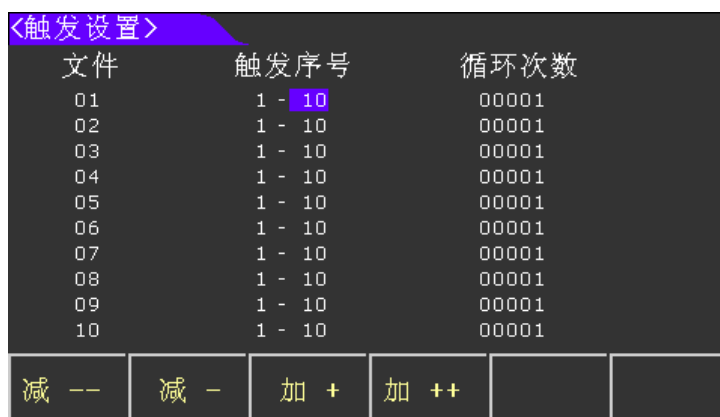 <触发设置>
文件 触发序号 循环次数
01 1 - 10 00001
02 1 - 10 00001
03 1 - 10 00001
04 1 - 10 00001
05 1 - 10 00001
06 1 - 10 00001
07 1 - 10 00001
08 1 - 10 00001
09 1 - 10 00001
10 1 - 10 00001
减 -- 减 - 加 + 加 ++